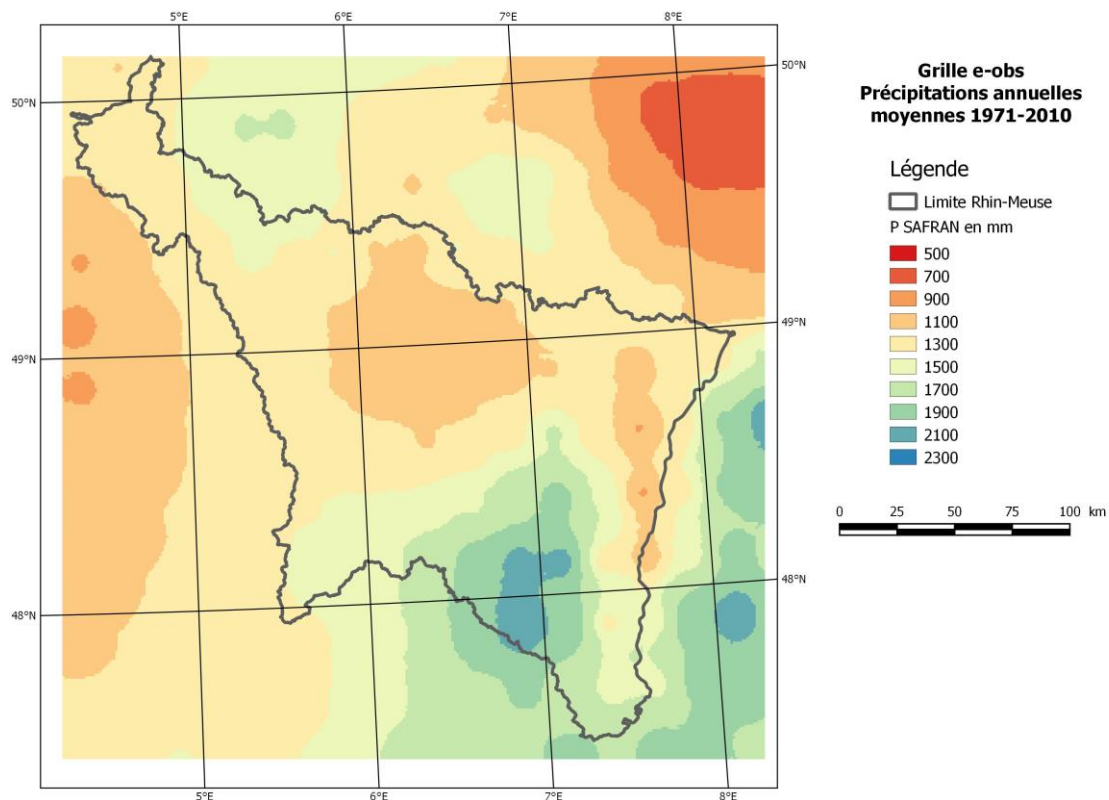 5°E
6°E
7°E
8°E
50°N
50°N
49°N
49°N
48°N
48°N
5°E
6°E
7°E
8°E
Grille e-obs
Précipitations annuelles
moyennes 1971-2010
Légende
Limite Rhin-Meuse
P SAFRAN en mm
500
700
900
1100
1300
1500
1700
1900
2100
2300
0 25 50 75 100 km